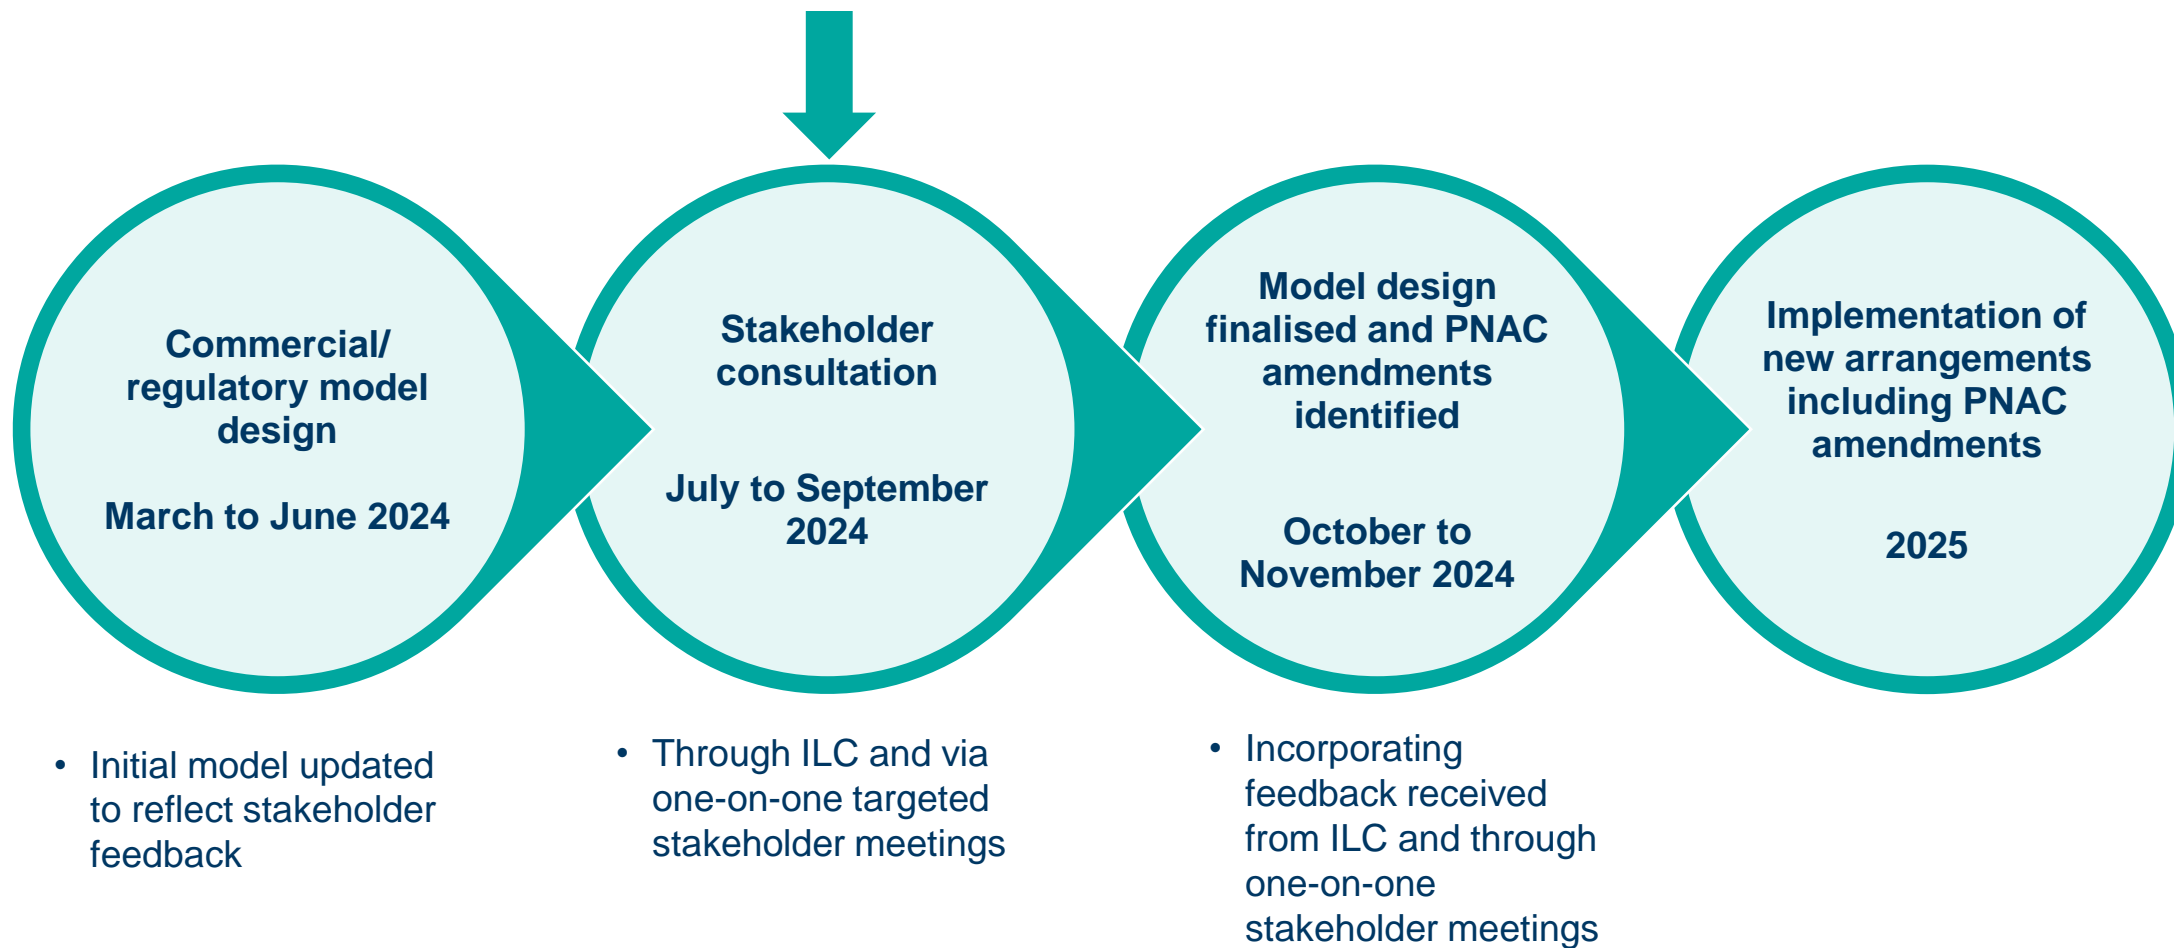 Commercial/
regulatory model
design
March to June 2024
Stakeholder
consultation
July to September
2024
Model design
finalised and PNAC
amendments
identified
October to
November 2024
Implementation of
new arrangements
including PNAC
amendments
2025
• Initial model updated
to reflect stakeholder
feedback
• Through ILC and via
one-on-one targeted
stakeholder meetings
• Incorporating
feedback received
from ILC and through
one-on-one
stakeholder meetings